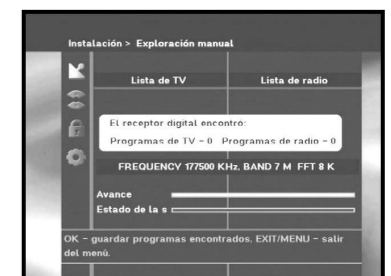 Instalación > Exploración manual
Lista de TV Lista de radio
El receptor digital encontró:
Programas de TV - 0 Programas de radio - 0
FREQUENCY 177500 KHz, BAND 7 M FFT 8 K
Avance
Estado de la s
OK - guardar programas encontrados, EXIT/MENU - salir
del menú.